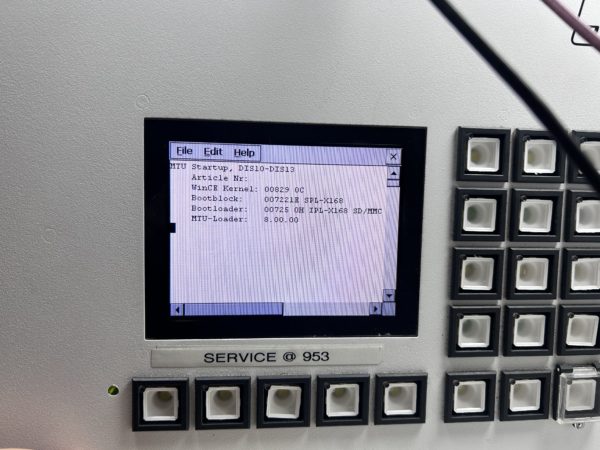 File Edit Help
MTU Startup, DIS10-DIS13
Article Nr:
WinCE Kernel: 00829 0C
Bootblock: 007221E SPL-X168
Bootloader: 00725 0H IPL-X168 SD/MMC
MTU-Loader: 8.00.00
SERVICE @ 953